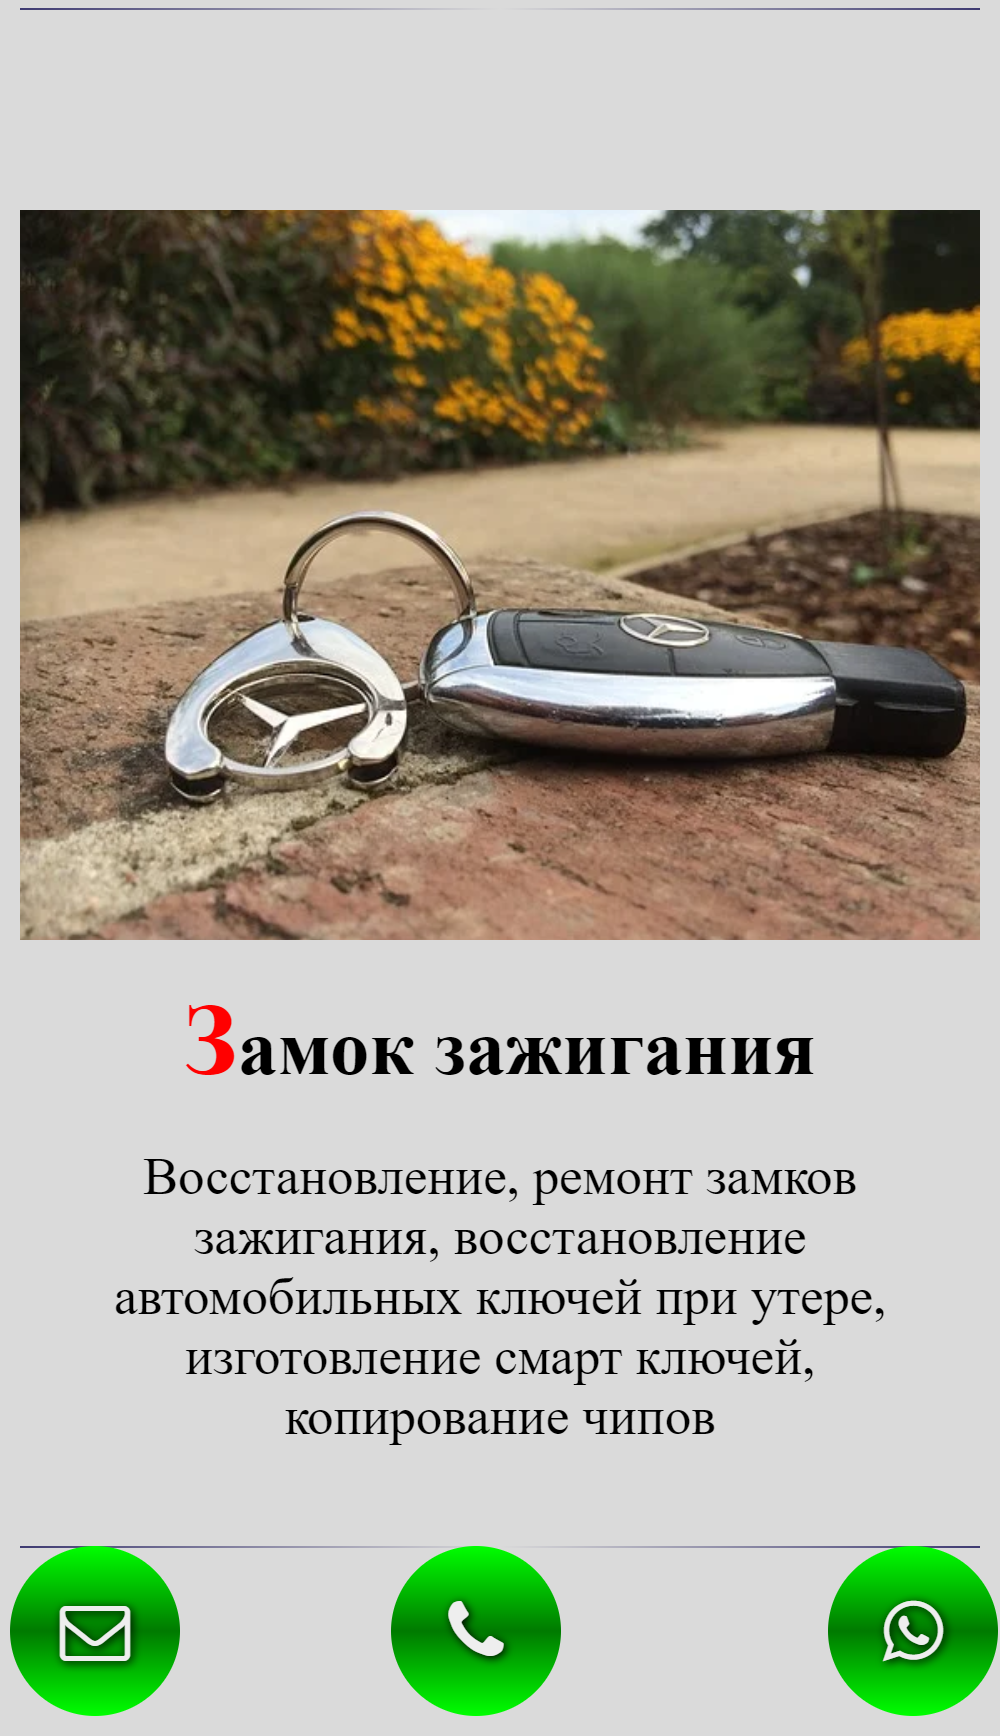 Замок зажигания
Восстановление, ремонт замков
зажигания, восстановление
автомобильных ключей при утере,
изготовление смарт ключей,
копирование чипов